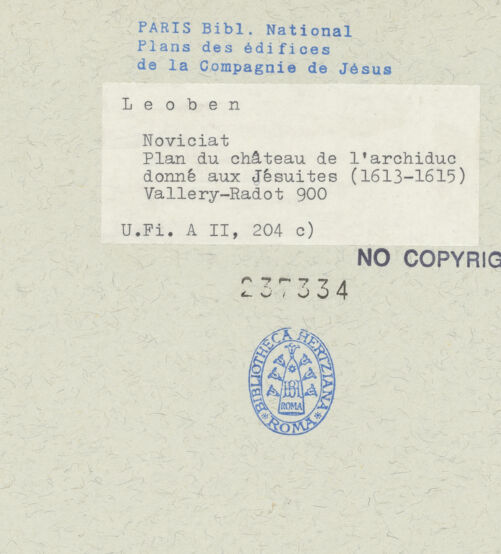 PARIS Bibl. National
Plans des édifices
de la Compagnie de Jésus
Leoben
Noviciat
Plan du château de l'archiduc
donné aux Jésuites (1613-1615)
Vallery-Radot 900
U.Fi. A II, 204 c)
NO COPYRIG
237334
BIBLIOTHECA HERTZIANA
ROMA
*ROMA*